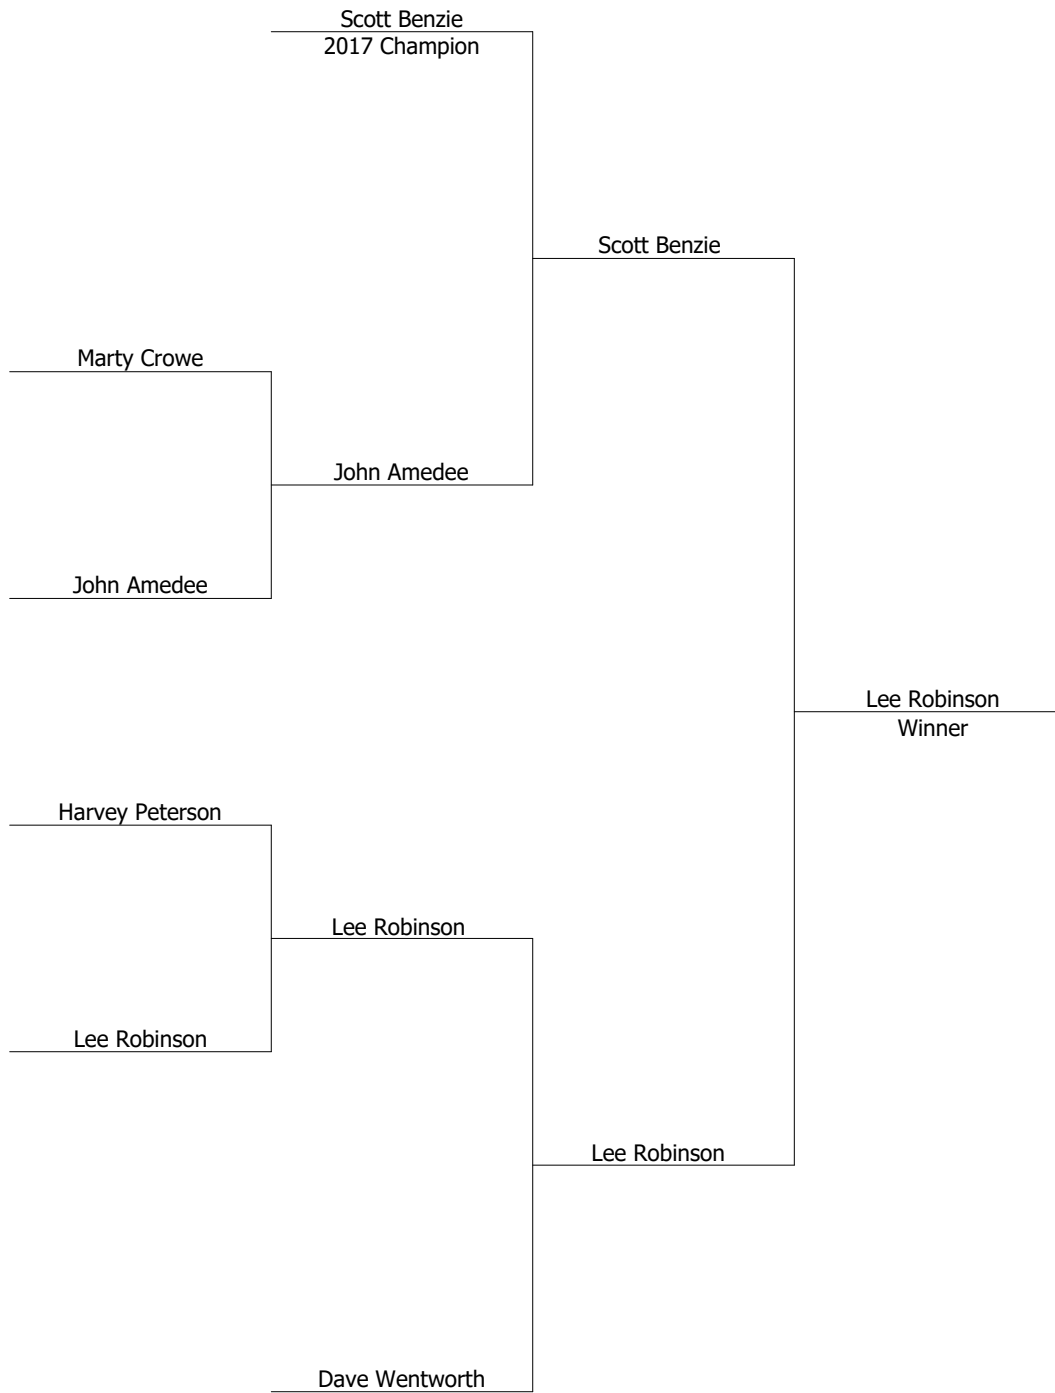 Scott Benzie
2017 Champion
Scott Benzie
Marty Crowe
John Amedee
John Amedee
Lee Robinson
Winner
Harvey Peterson
Lee Robinson
Lee Robinson
Lee Robinson
Dave Wentworth